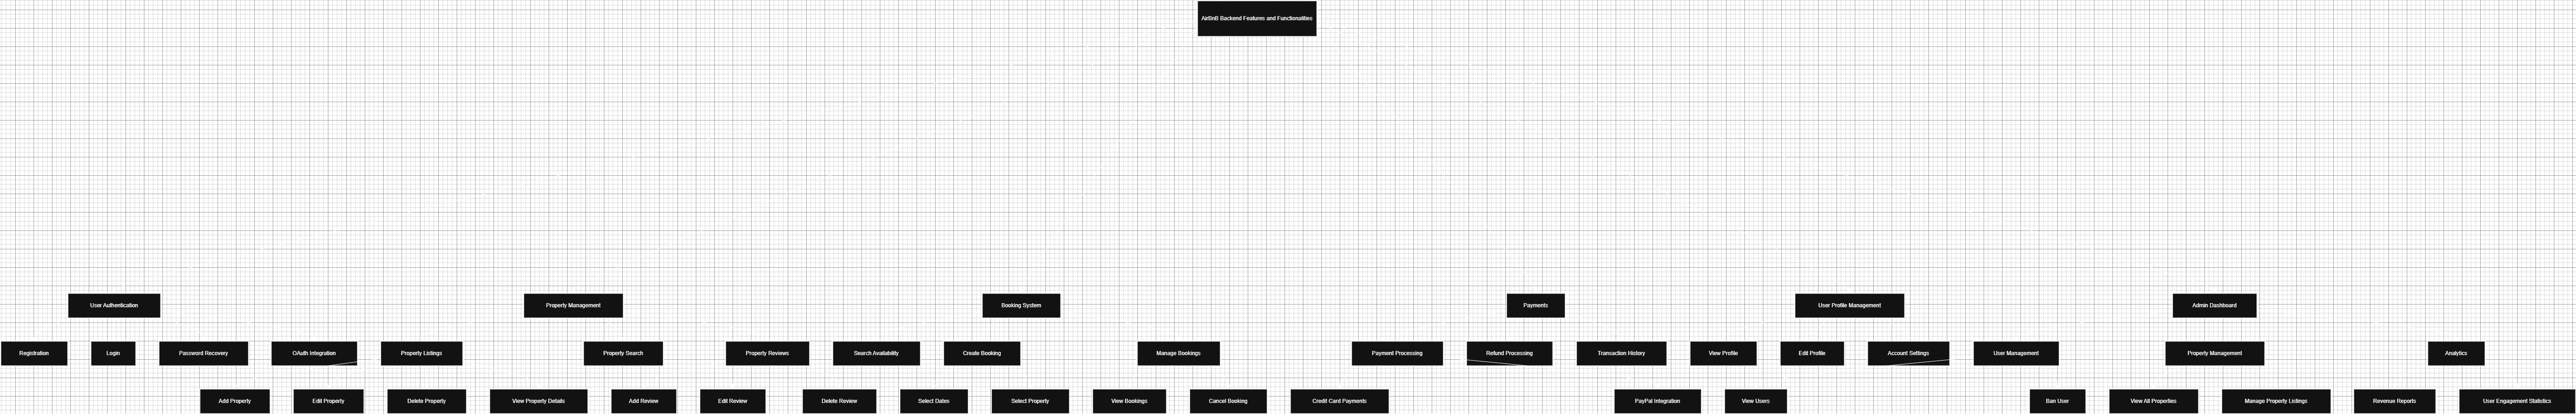 AirBnB Backend Features and Functionalities
User Authentication
Property Management
Booking System
Payments
User Profile Management
Admin Dashboard
Registration
Login
Password Recovery
OAuth Integration
Property Listings
Property Search
Property Reviews
Search Availability
Create Booking
Manage Bookings
Payment Processing
Refund Processing
Transaction History
View Profile
Edit Profile
Account Settings
User Management
Property Management
Analytics
Add Property
Edit Property
Delete Property
View Property Details
Add Review
Edit Review
Delete Review
Select Dates
Select Property
View Bookings
Cancel Booking
Credit Card Payments
PayPal Integration
View Users
Ban User
View All Properties
Manage Property Listings
Revenue Reports
User Engagement Statistics